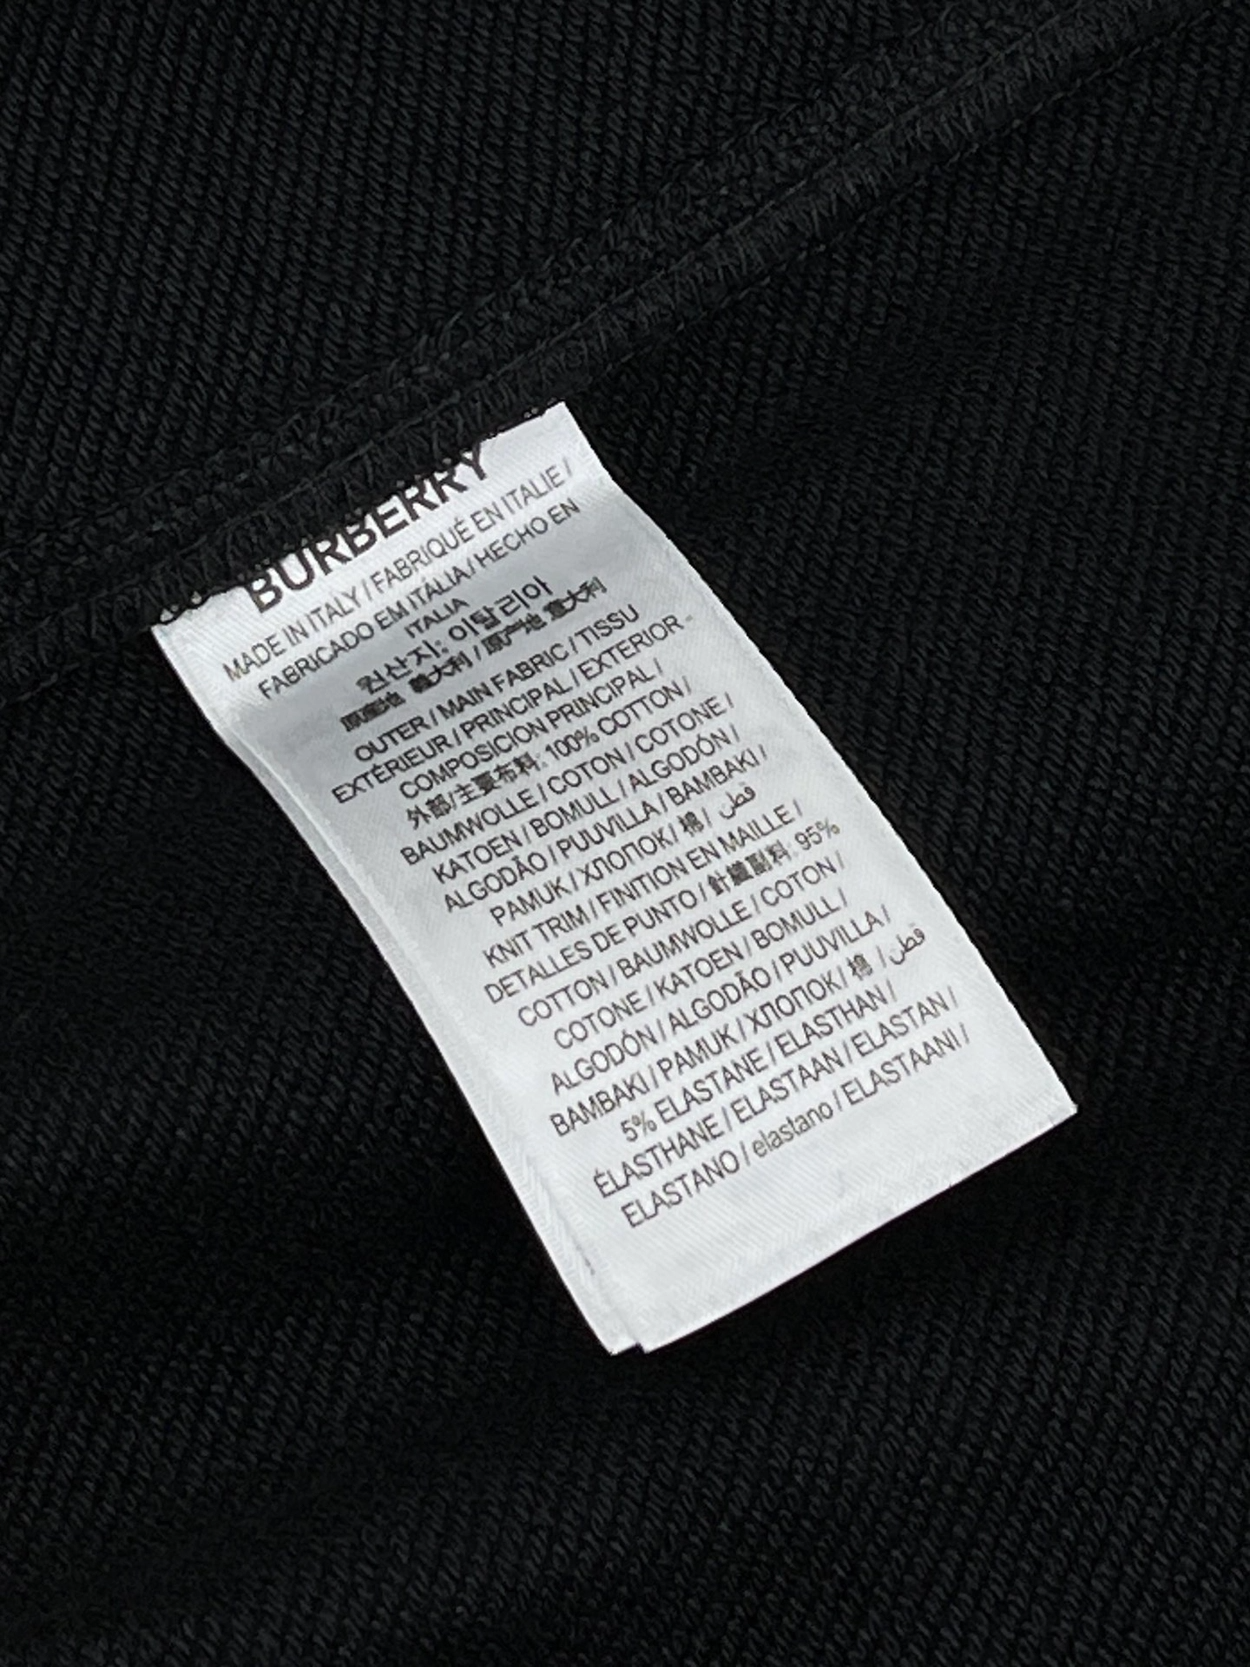 BURBERRY
MADE IN ITALY / FABRIQUÉ EN ITALIE /
FABRICADO EM ITÁLIA / HECHO EN
ITALIA
원산지: 이탈리아
原產地 義大利 / 原产地 意大利
OUTER / MAIN FABRIC / TISSU
EXTÉRIEUR / PRINCIPAL / EXTERIOR -
COMPOSICION PRINCIPAL /
外部/主要布料: 100% COTTON /
BAUMWOLLE / COTON / COTONE /
KATOEN / BOMULL / ALGODÓN /
ALGODÃO / PUUVILLA / BAMBAKI /
PAMUK / ХЛОПОК / 棉 / قطن
KNIT TRIM / FINITION EN MAILLE /
DETALLES DE PUNTO / 針織副料: 95%
COTTON / BAUMWOLLE / COTON /
COTONE / KATOEN / BOMULL /
ALGODÓN / ALGODÃO / PUUVILLA /
BAMBAKI / PAMUK / ХЛОПОК / 棉 / قطن
5% ELASTANE / ELASTHAN /
ÉLASTHANE / ELASTAAN / ELASTAN /
ELASTANO / elastano / ELASTAANI /